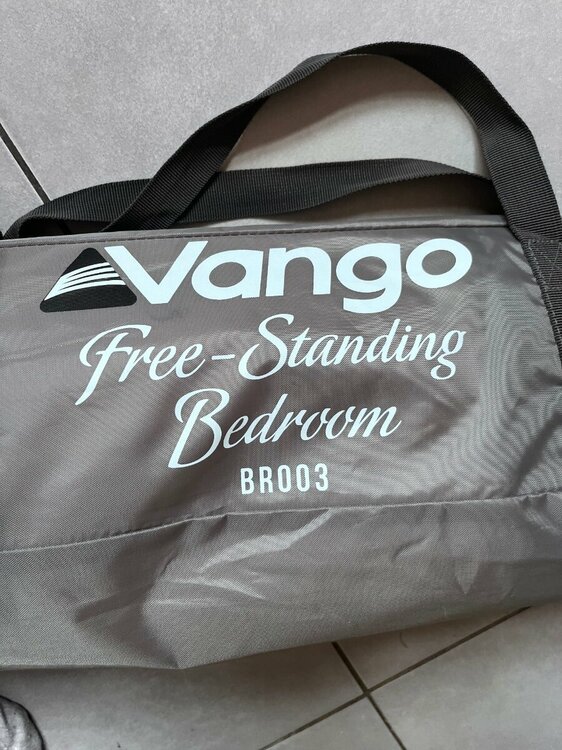 Vango
Free-Standing
Bedroom
BR003